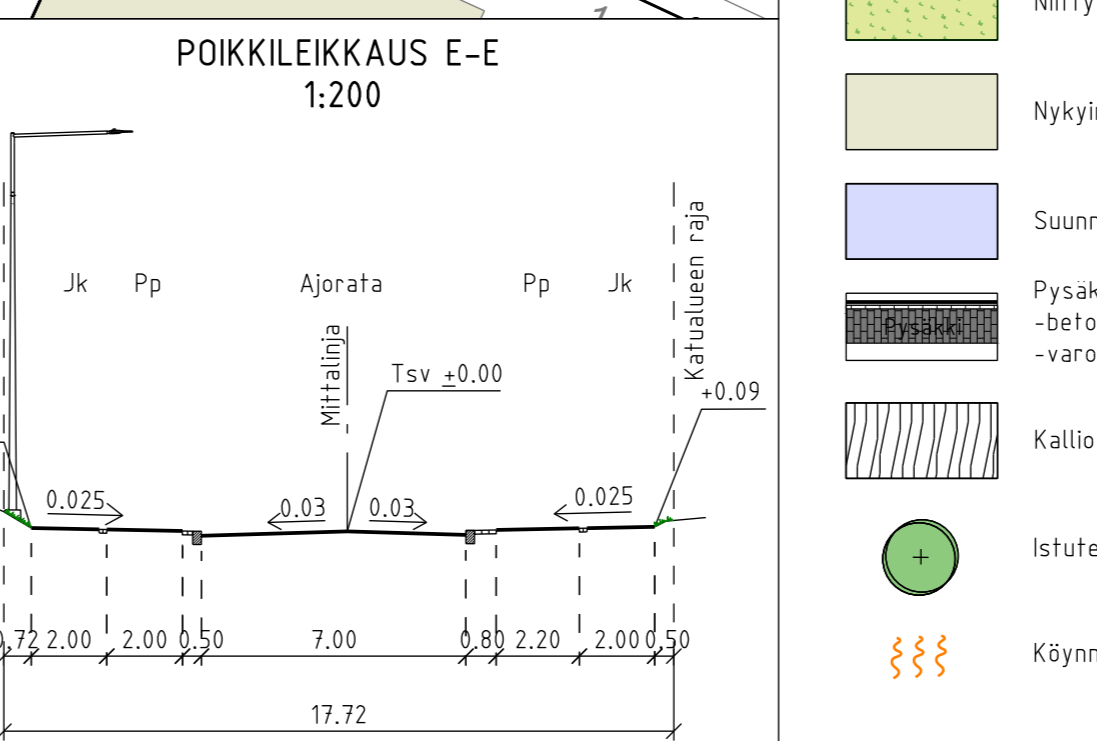 POIKKILEIKKAUS E-E
1:200
Jk
Pp
Ajorata
Pp
Jk
Katualueen raja
Mittalinja
Tsv ±0.00
+0.09
0.025
0.03
0.03
0.025
2.00
2.00
0.50
7.00
0.80
2.20
2.00
0.50
17.72
Pysäkki
-beto
-varo
Kallio